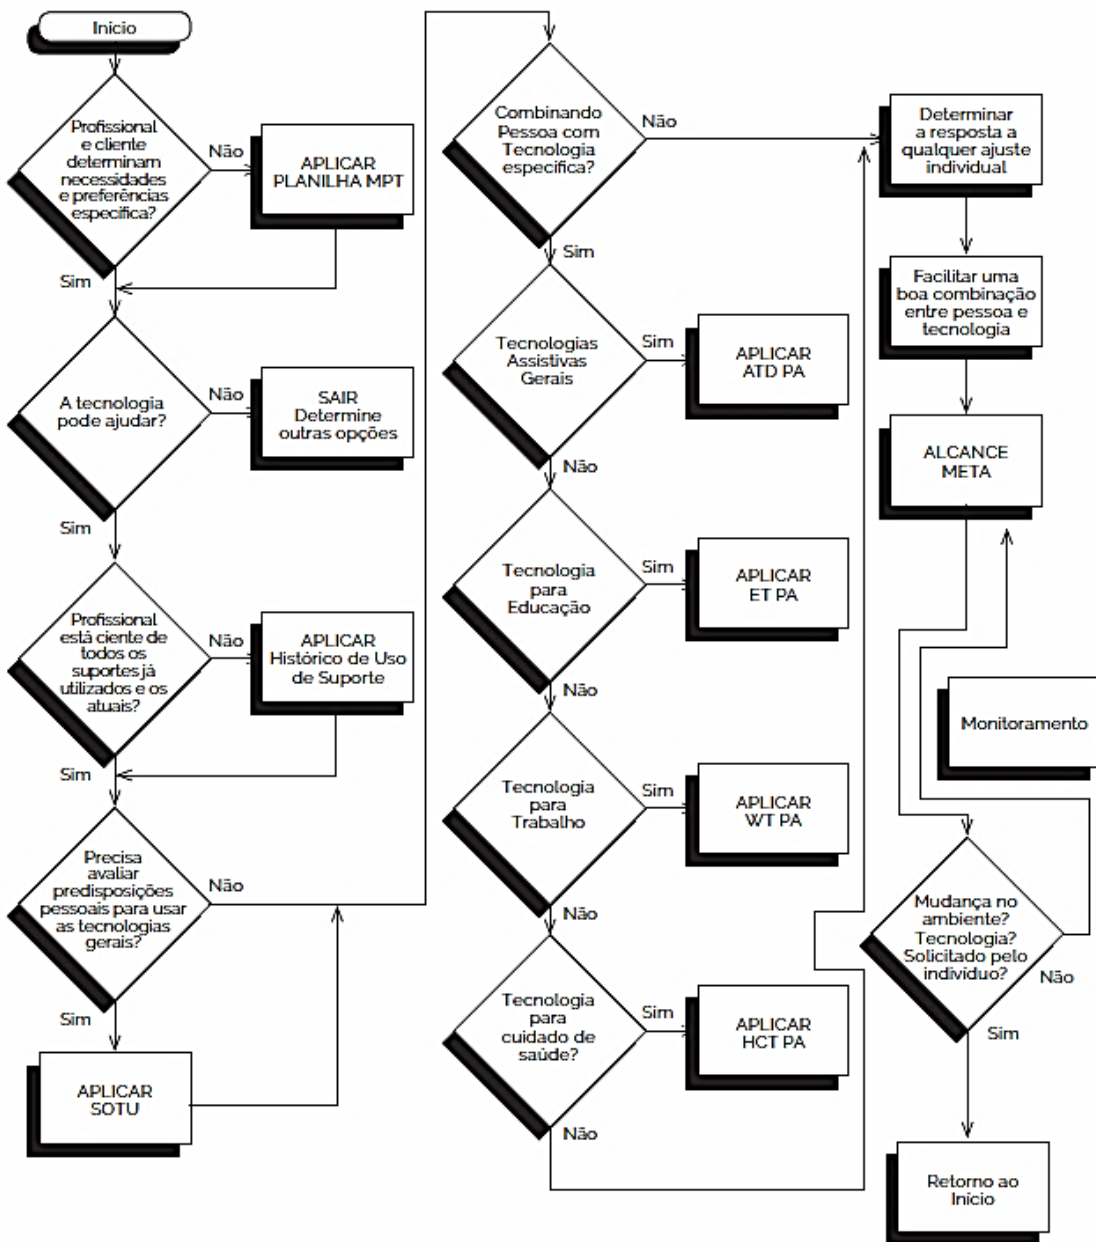 Início
Profissional
e cliente
determinam
necessidades
e preferências
específica?
Não
APLICAR
PLANILHA MPT
Sim
A tecnologia
pode ajudar?
Não
SAIR
Determine
outras opções
Sim
Profissional
está ciente de
todos os
suportes já
utilizados e os
atuais?
Não
APLICAR
Histórico de Uso
de Suporte
Sim
Precisa
avaliar
predisposições
pessoais para usar
as tecnologias
gerais?
Não
Sim
APLICAR
SOTU
Combinando
Pessoa com
Tecnologia
específica?
Não
Sim
Tecnologias
Assistivas
Gerais
Sim
APLICAR
ATD PA
Não
Tecnologia
para
Educação
Sim
APLICAR
ET PA
Não
Tecnologia
para
Trabalho
Sim
APLICAR
WT PA
Não
Tecnologia
para
cuidado de
saúde?
Sim
APLICAR
HCT PA
Não
Determinar
a resposta a
qualquer ajuste
individual
Facilitar uma
boa combinação
entre pessoa e
tecnologia
ALCANCE
META
Monitoramento
Mudança no
ambiente?
Tecnologia?
Solicitado pelo
indivíduo?
Não
Sim
Retorno ao
Início